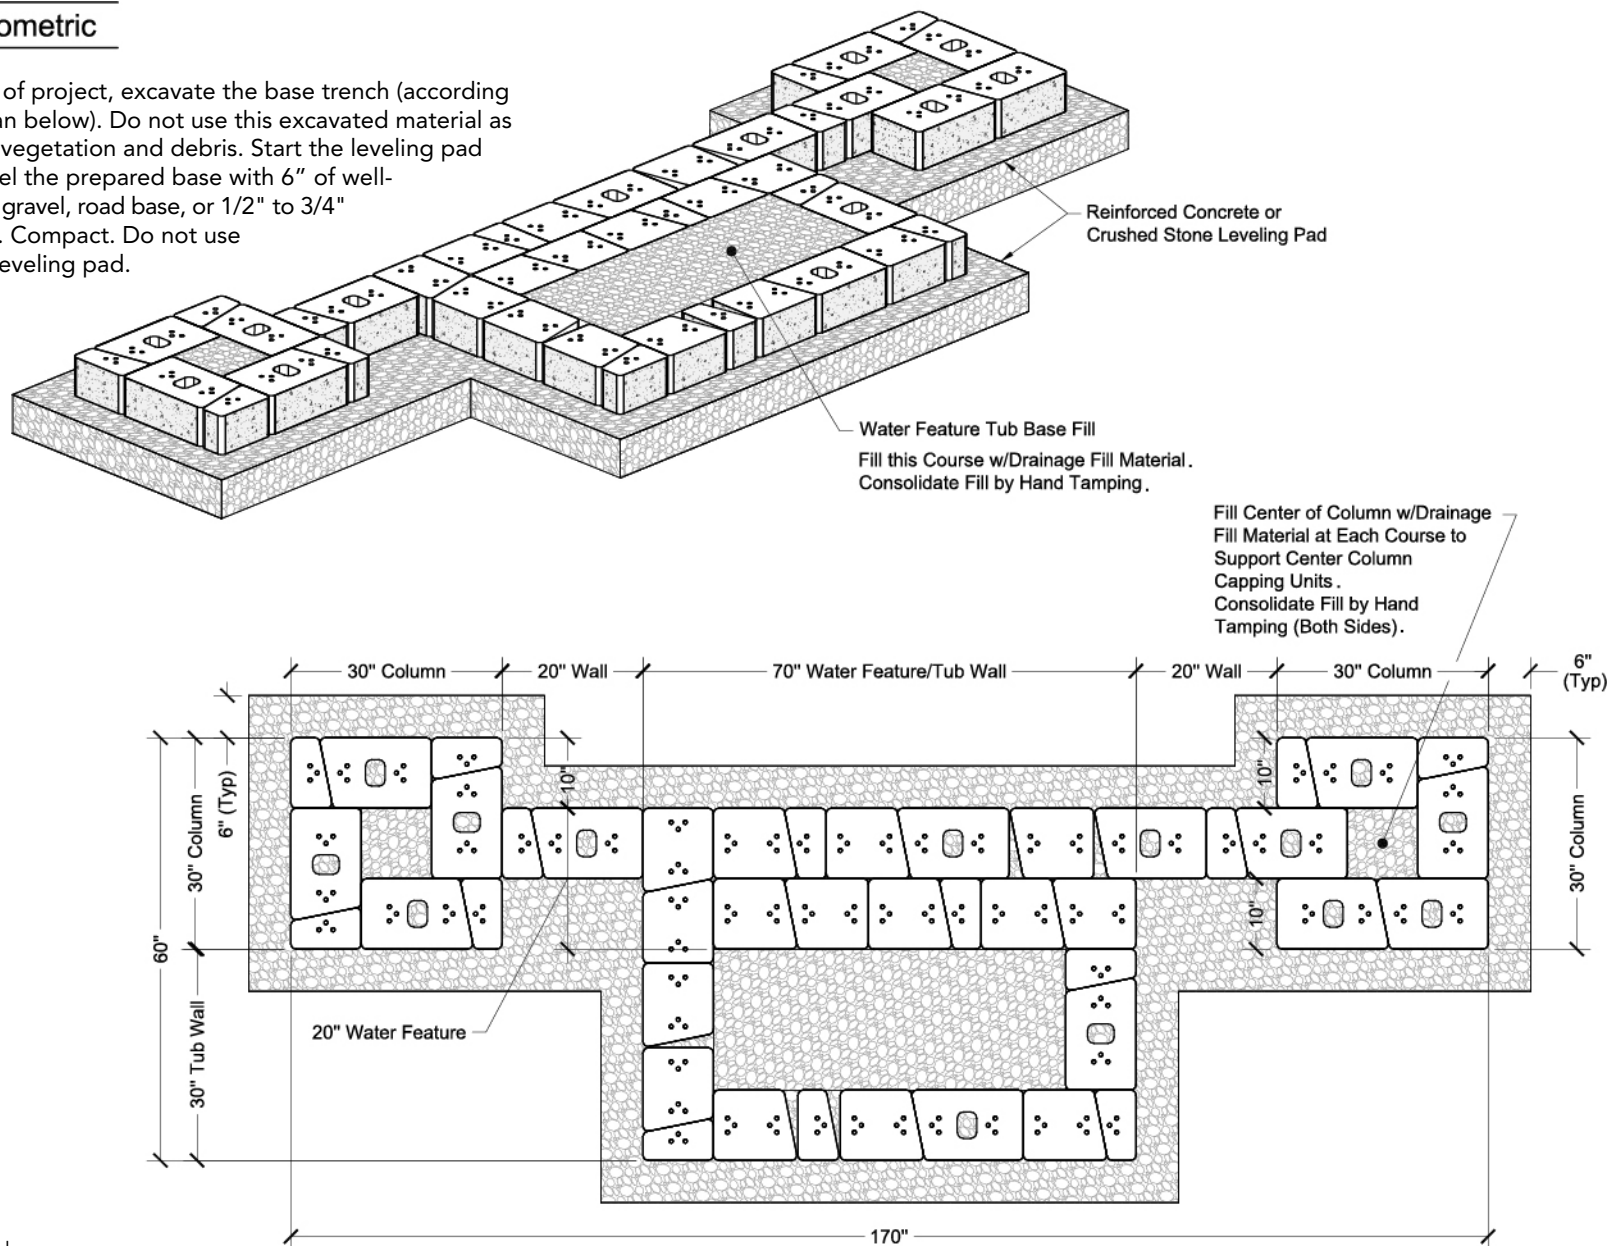 ometric
of project, excavate the base trench (according
an below). Do not use this excavated material as
vegetation and debris. Start the leveling pad
el the prepared base with 6” of well-
gravel, road base, or 1/2" to 3/4"
. Compact. Do not use
eveling pad.
Reinforced Concrete or
Crushed Stone Leveling Pad
Water Feature Tub Base Fill
Fill this Course w/Drainage Fill Material.
Consolidate Fill by Hand Tamping.
Fill Center of Column w/Drainage
Fill Material at Each Course to
Support Center Column
Capping Units.
Consolidate Fill by Hand
Tamping (Both Sides).
30" Column
20" Wall
70" Water Feature/Tub Wall
20" Wall
30" Column
6"
(Typ)
60"
30" Column
6" (Typ)
10"
10"
10"
30" Column
30" Tub Wall
20" Water Feature
170"